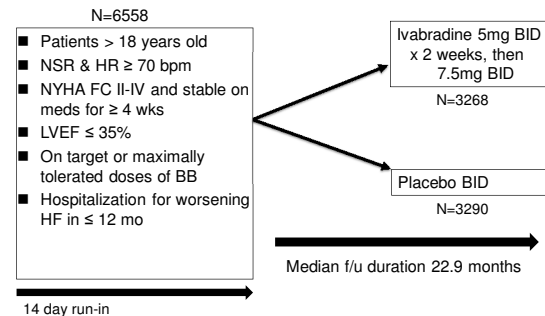 N=6558
■ Patients > 18 years old
■ NSR & HR ≥ 70 bpm
■ NYHA FC II-IV and stable on
meds for ≥ 4 wks
■ LVEF ≤ 35%
■ On target or maximally
tolerated doses of BB
■ Hospitalization for worsening
HF in ≤ 12 mo
14 day run-in
Ivabradine 5mg BID
x 2 weeks, then
7.5mg BID
N=3268
Placebo BID
N=3290
Median f/u duration 22.9 months